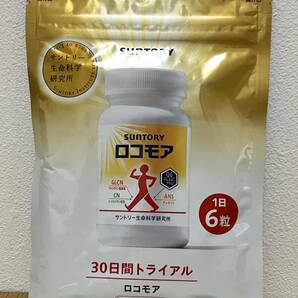 サントリー
生命科学
研究所
SUNTORY
SUNTORY
ロコモア
GLCN
CN
ANS
サントリー生命科学研究所
1日
6粒
30日間トライアル
ロコモア